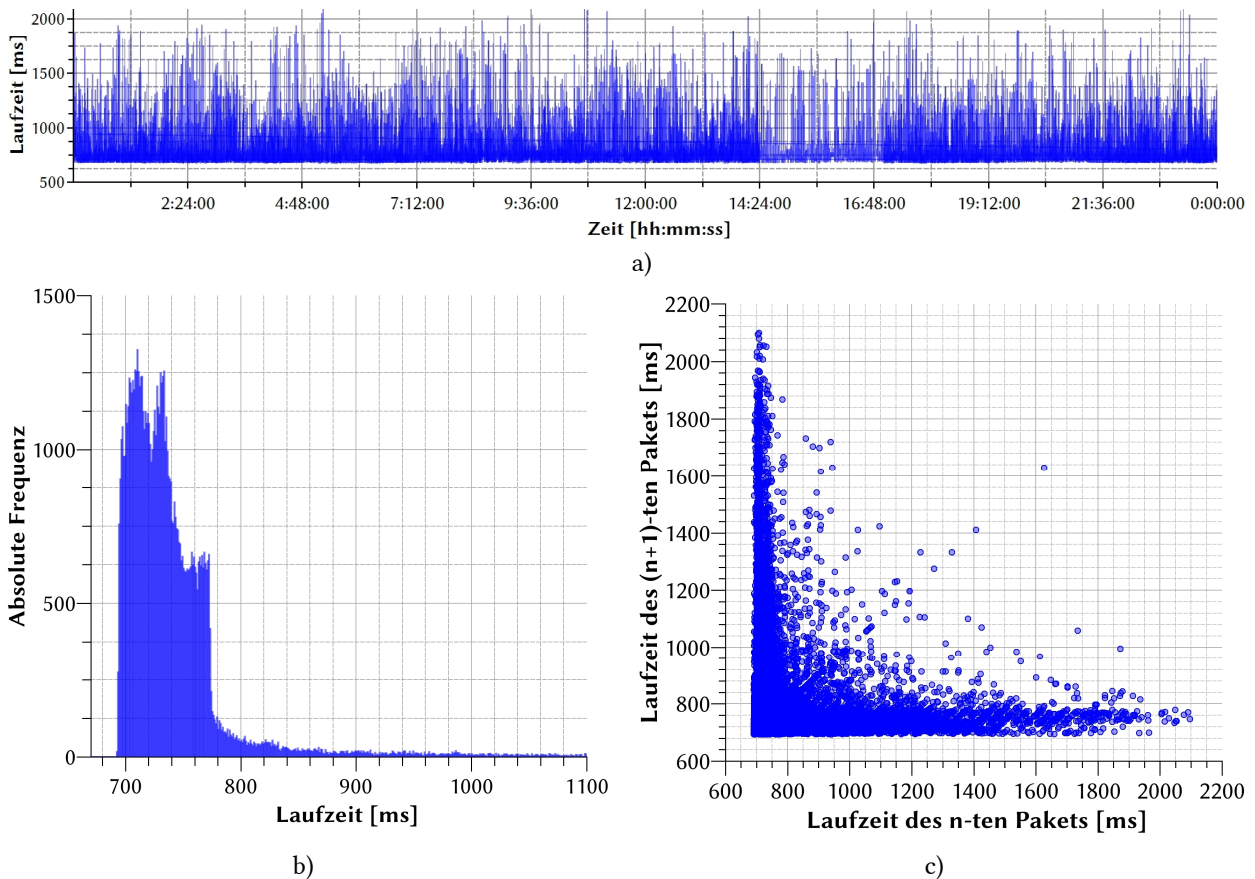 2000
1500
1000
500
Laufzeit [ms]
2:24:00 4:48:00 7:12:00 9:36:00 12:00:00 14:24:00 16:48:00 19:12:00 21:36:00 0:00:00
Zeit [hh:mm:ss]
a)
1500
1000
500
0
Absolute Frequenz
700 800 900 1000 1100
Laufzeit [ms]
b)
2200
2000
1800
1600
1400
1200
1000
800
600
Laufzeit des (n+1)-ten Pakets [ms]
600 800 1000 1200 1400 1600 1800 2000 2200
Laufzeit des n-ten Pakets [ms]
c)